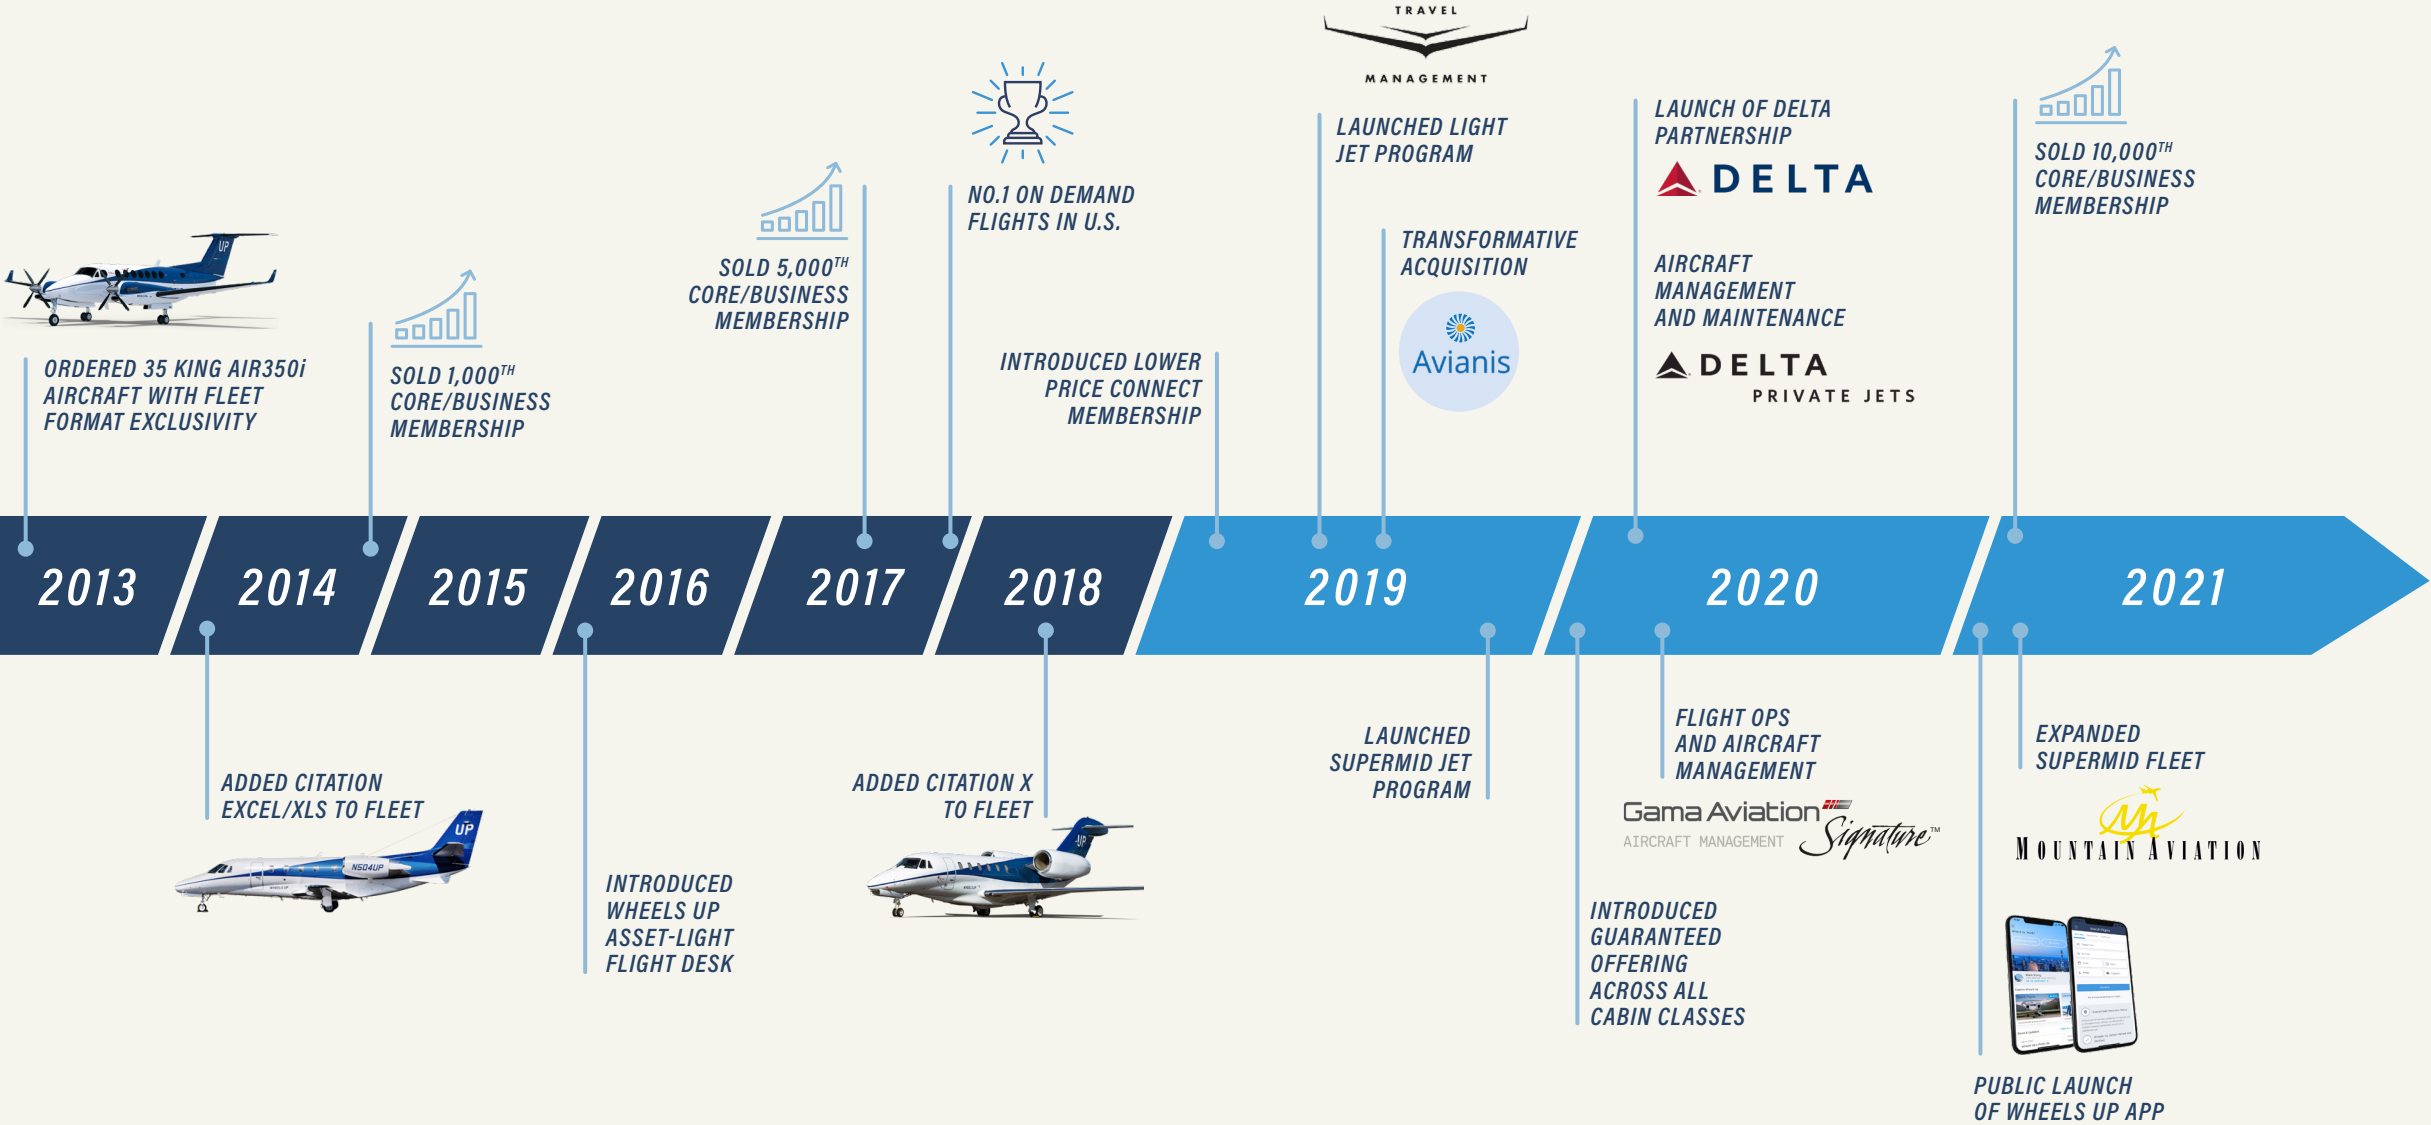 TRAVEL
MANAGEMENT
LAUNCHED LIGHT
JET PROGRAM
LAUNCH OF DELTA
PARTNERSHIP
DELTA
SOLD 10,000TH
CORE/BUSINESS
MEMBERSHIP
NO.1 ON DEMAND
FLIGHTS IN U.S.
SOLD 5,000TH
CORE/BUSINESS
MEMBERSHIP
TRANSFORMATIVE
ACQUISITION
Avianis
AIRCRAFT
MANAGEMENT
AND MAINTENANCE
DELTA
PRIVATE JETS
UP
ORDERED 35 KING AIR350i
AIRCRAFT WITH FLEET
FORMAT EXCLUSIVITY
SOLD 1,000TH
CORE/BUSINESS
MEMBERSHIP
INTRODUCED LOWER
PRICE CONNECT
MEMBERSHIP
2013
2014
2015
2016
2017
2018
2019
2020
2021
ADDED CITATION
EXCEL/XLS TO FLEET
UP
N504UP
INTRODUCED
WHEELS UP
ASSET-LIGHT
FLIGHT DESK
ADDED CITATION X
TO FLEET
UP
LAUNCHED
SUPERMID JET
PROGRAM
FLIGHT OPS
AND AIRCRAFT
MANAGEMENT
Gama Aviation
AIRCRAFT MANAGEMENT
Signature™
INTRODUCED
GUARANTEED
OFFERING
ACROSS ALL
CABIN CLASSES
EXPANDED
SUPERMID FLEET
MOUNTAIN AVIATION
PUBLIC LAUNCH
OF WHEELS UP APP